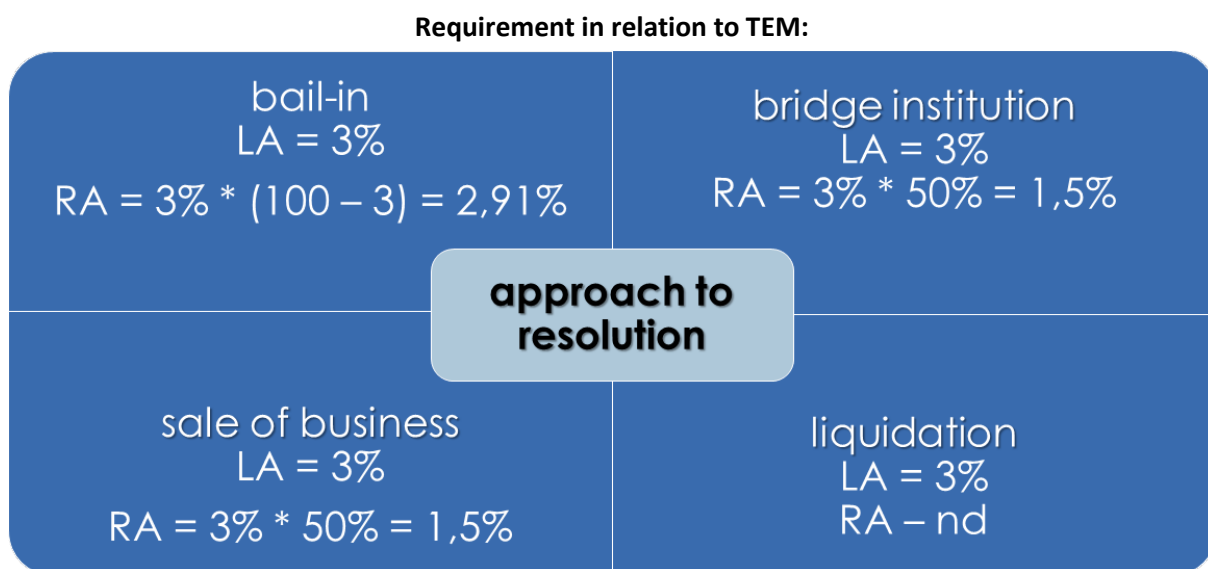 Requirement in relation to TEM:
bail-in
LA = 3%
RA = 3% * (100 – 3) = 2,91%
bridge institution
LA = 3%
RA = 3% * 50% = 1,5%
approach to
resolution
sale of business
LA = 3%
RA = 3% * 50% = 1,5%
liquidation
LA = 3%
RA – nd